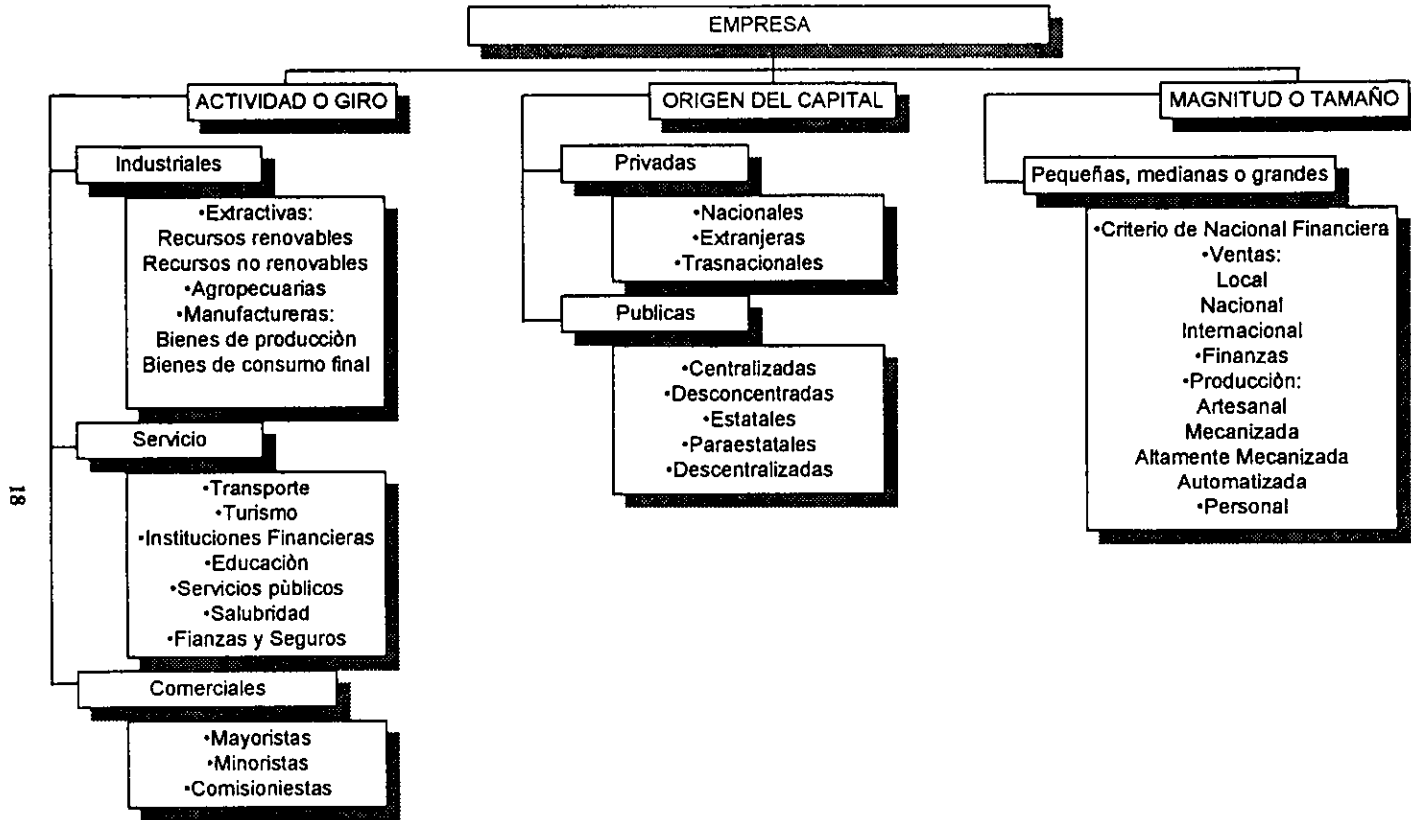 EMPRESA
ACTIVIDAD O GIRO
Industriales
•Extractivas:
Recursos renovables
Recursos no renovables
•Agropecuarias
•Manufactureras:
Bienes de producciòn
Bienes de consumo final
Servicio
•Transporte
•Turismo
•Instituciones Financieras
•Educaciòn
•Servicios pùblicos
•Salubridad
•Fianzas y Seguros
Comerciales
•Mayoristas
•Minoristas
•Comisioniestas
ORIGEN DEL CAPITAL
Privadas
•Nacionales
•Extranjeras
•Trasnacionales
Publicas
•Centralizadas
•Desconcentradas
•Estatales
•Paraestatales
•Descentralizadas
MAGNITUD O TAMAÑO
Pequeñas, medianas o grandes
•Criterio de Nacional Financiera
•Ventas:
Local
Nacional
Internacional
•Finanzas
•Producciòn:
Artesanal
Mecanizada
Altamente Mecanizada
Automatizada
•Personal
18